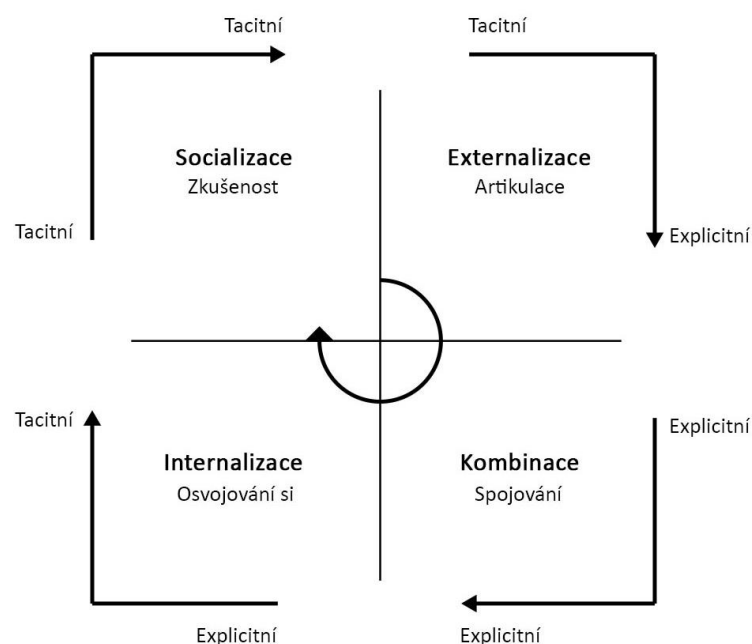 Tacitní
Tacitní
Socializace
Zkušenost
Externalizace
Artikulace
Tacitní
Explicitní
Tacitní
Explicitní
Internalizace
Osvojování si
Kombinace
Spojování
Explicitní
Explicitní